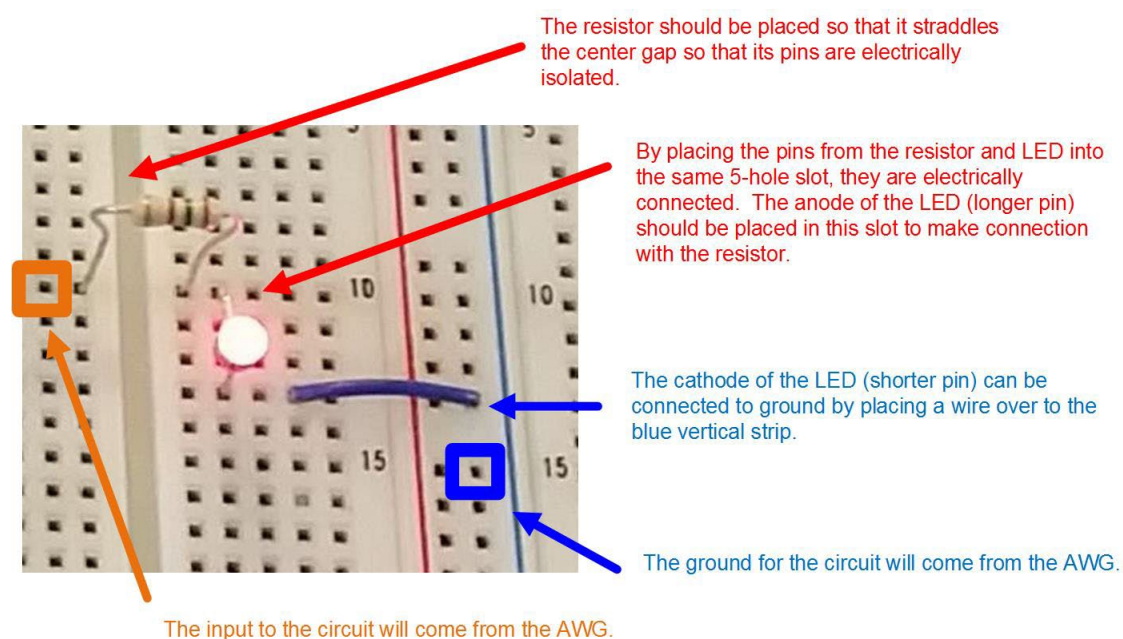 The resistor should be placed so that it straddles
the center gap so that its pins are electrically
isolated.
By placing the pins from the resistor and LED into
the same 5-hole slot, they are electrically
connected.  The anode of the LED (longer pin)
should be placed in this slot to make connection
with the resistor.
5
10
10
The cathode of the LED (shorter pin) can be
connected to ground by placing a wire over to the
blue vertical strip.
15
15
The ground for the circuit will come from the AWG.
The input to the circuit will come from the AWG.